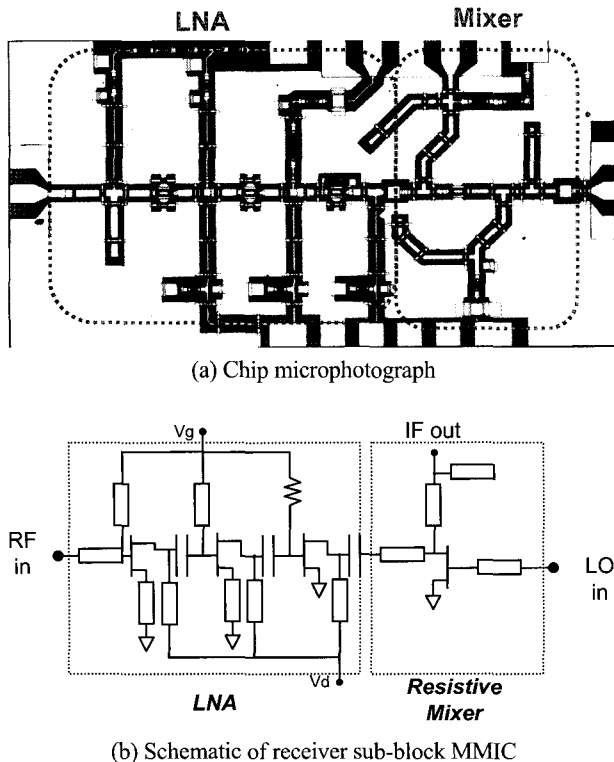 LNA Mixer
(a) Chip microphotograph
Vg
IF out
RF
in
LO
in
Vd
LNA
Resistive
Mixer
(b) Schematic of receiver sub-block MMIC